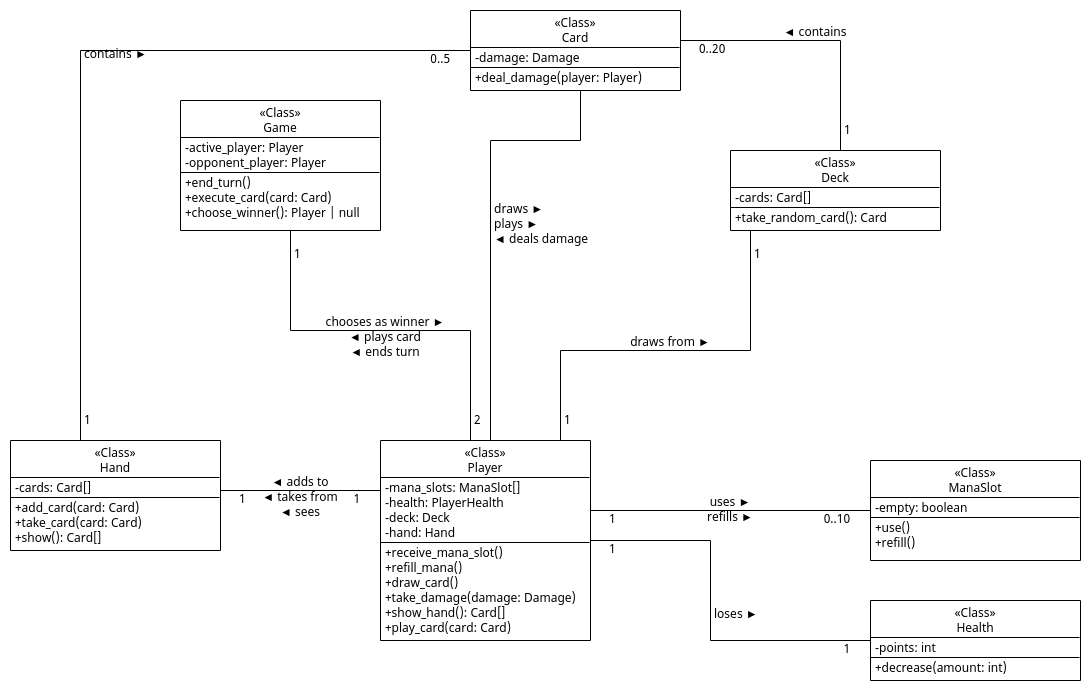 «Class»
Card
-damage: Damage
+deal_damage(player: Player)
contains ►
0..5
◄ contains
0..20
1
«Class»
Game
-active_player: Player
-opponent_player: Player
+end_turn()
+execute_card(card: Card)
+choose_winner(): Player | null
«Class»
Deck
-cards: Card[]
+take_random_card(): Card
draws ►
plays ►
◄ deals damage
1
1
chooses as winner ►
◄ plays card
◄ ends turn
draws from ►
1
2
1
«Class»
Hand
-cards: Card[]
+add_card(card: Card)
+take_card(card: Card)
+show(): Card[]
◄ adds to
◄ takes from
◄ sees
1
1
«Class»
Player
-mana_slots: ManaSlot[]
-health: PlayerHealth
-deck: Deck
-hand: Hand
+receive_mana_slot()
+refill_mana()
+draw_card()
+take_damage(damage: Damage)
+show_hand(): Card[]
+play_card(card: Card)
uses ►
refills ►
1
0..10
«Class»
ManaSlot
-empty: boolean
+use()
+refill()
1
loses ►
1
«Class»
Health
-points: int
+decrease(amount: int)